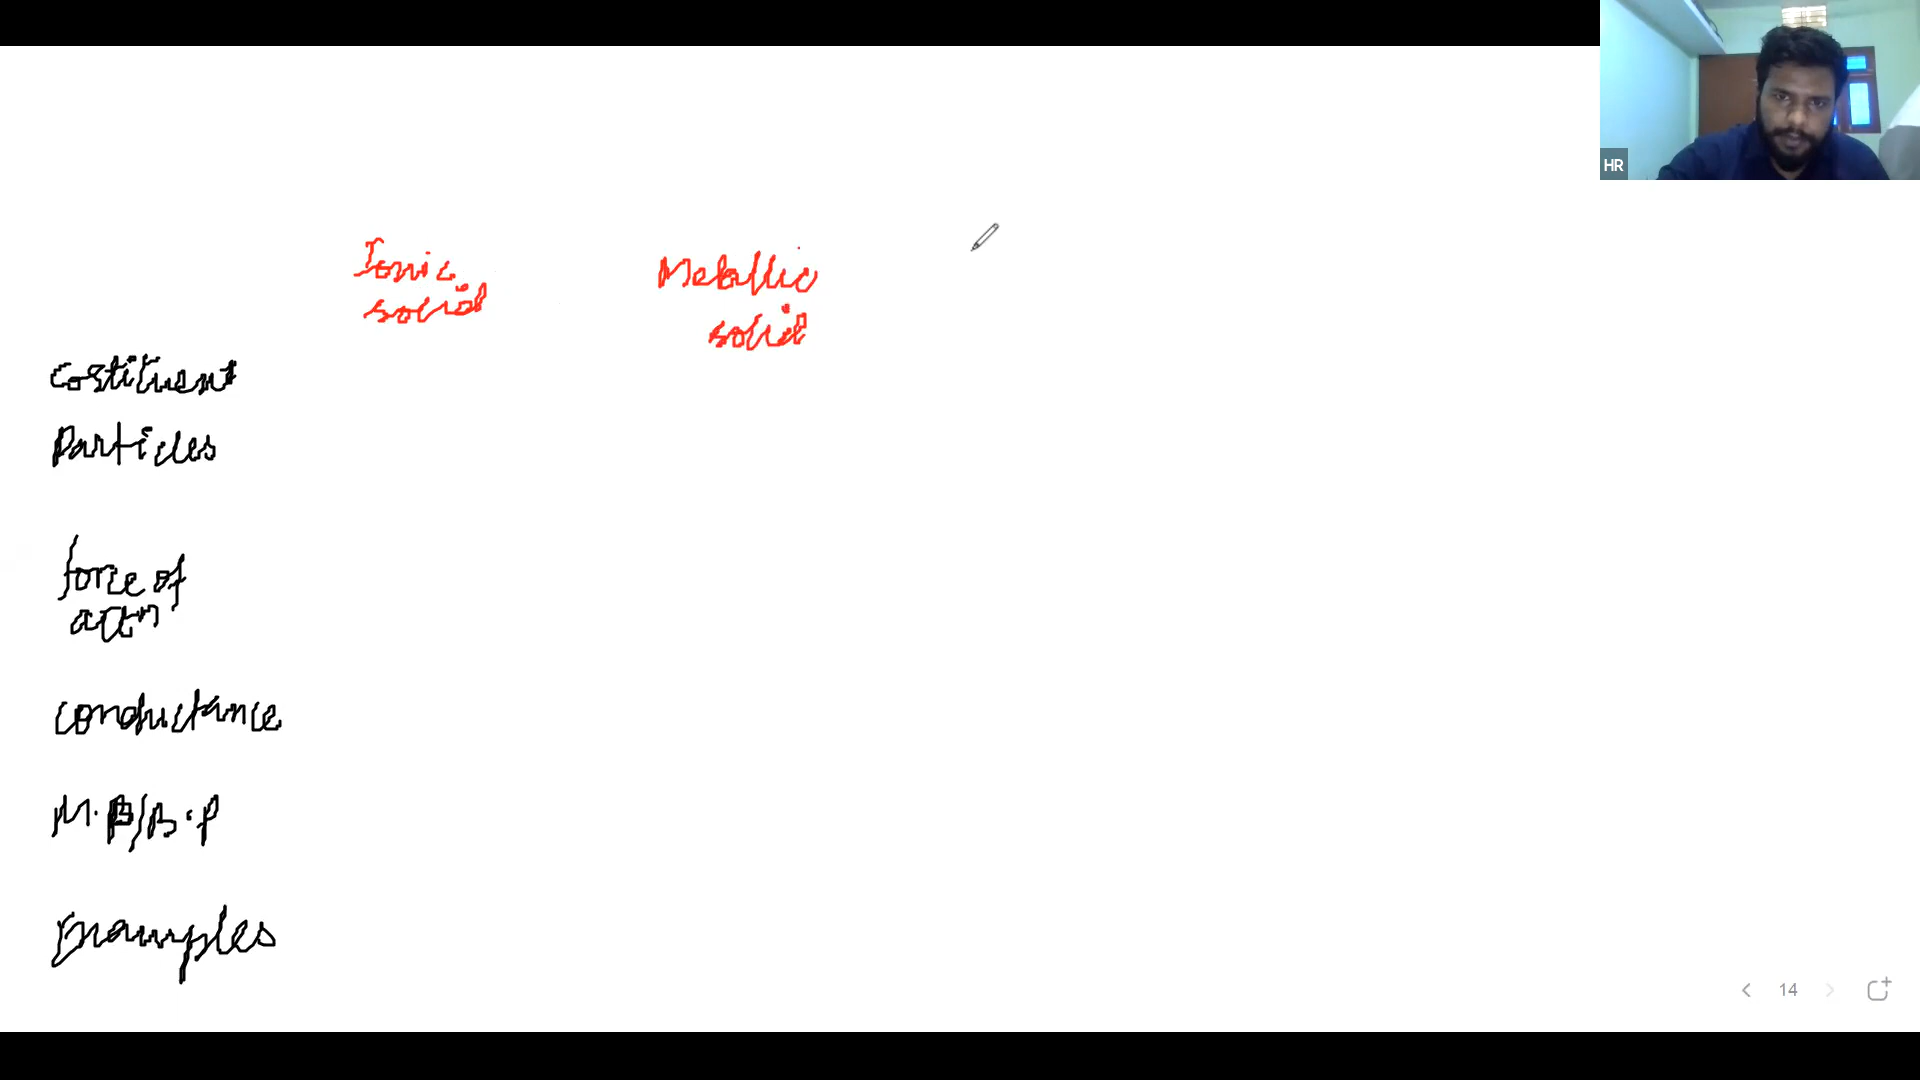 HR
Ionic
solid
Metallic
solid
Costituent
Particles
force of
attn
conductance
M.P/B.P
Examples
14